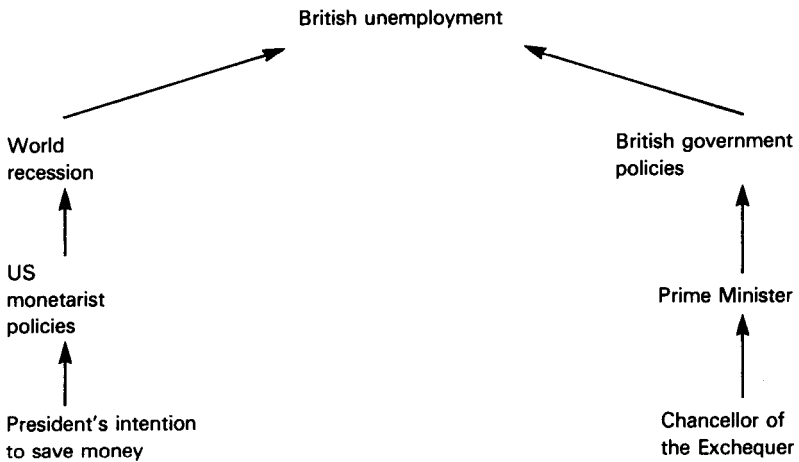 British unemployment
World
recession
British government
policies
US
monetarist
policies
Prime Minister
President's intention
to save money
Chancellor of
the Exchequer